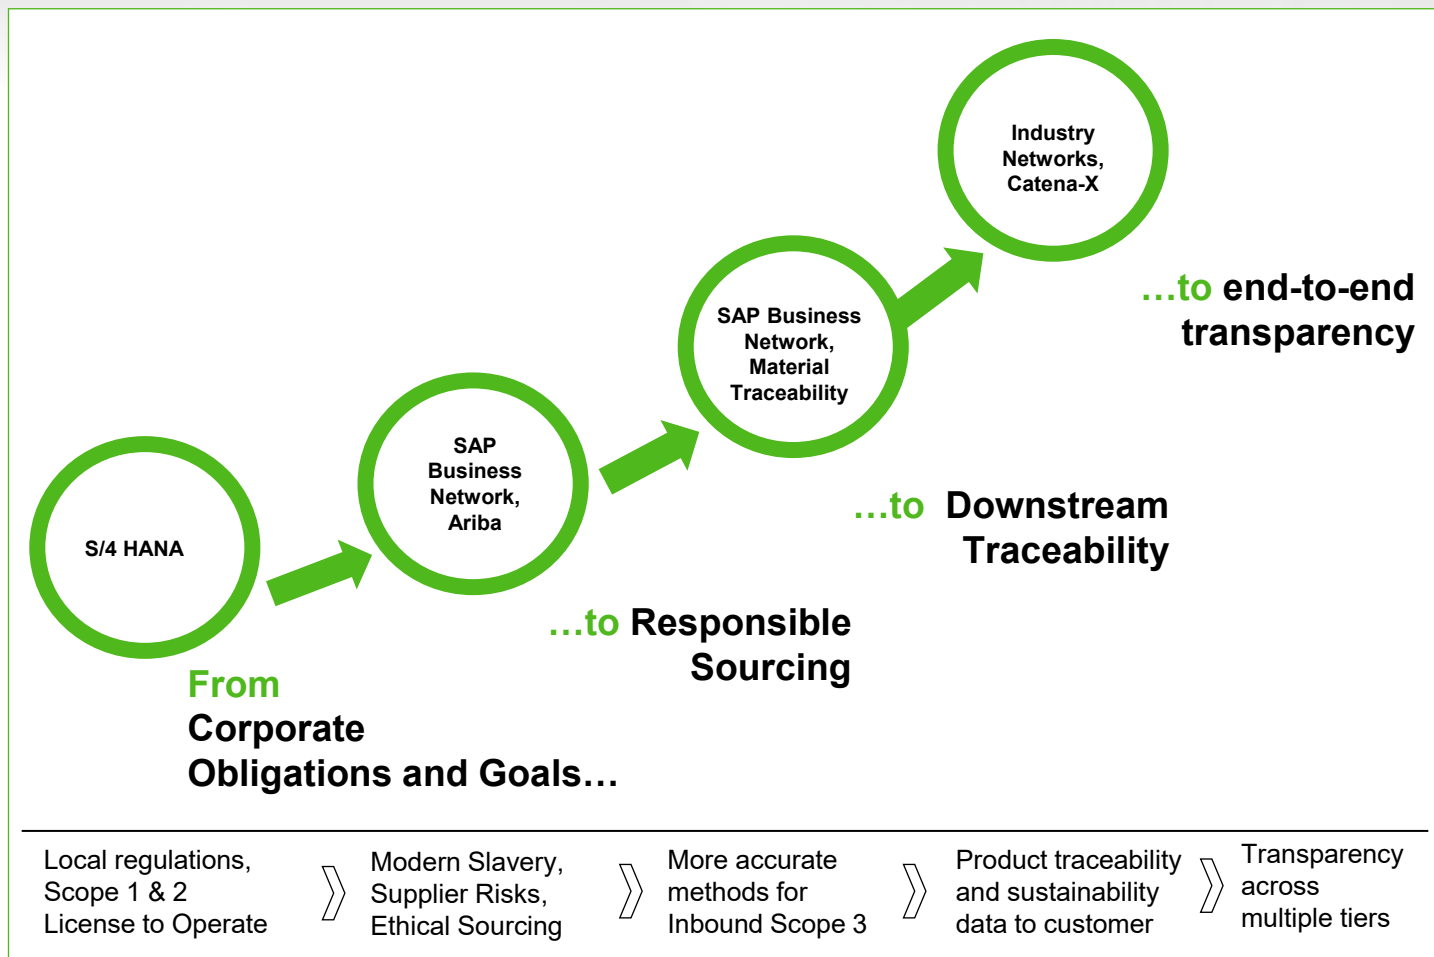 Industry
Networks,
Catena-X
…to end-to-end
transparency
SAP Business
Network,
Material
Traceability
…to Downstream
Traceability
SAP
Business
Network,
Ariba
…to Responsible
Sourcing
S/4 HANA
From
Corporate
Obligations and Goals…
Local regulations,
Scope 1 & 2
License to Operate
Modern Slavery,
Supplier Risks,
Ethical Sourcing
More accurate
methods for
Inbound Scope 3
Product traceability
and sustainability
data to customer
Transparency
across
multiple tiers